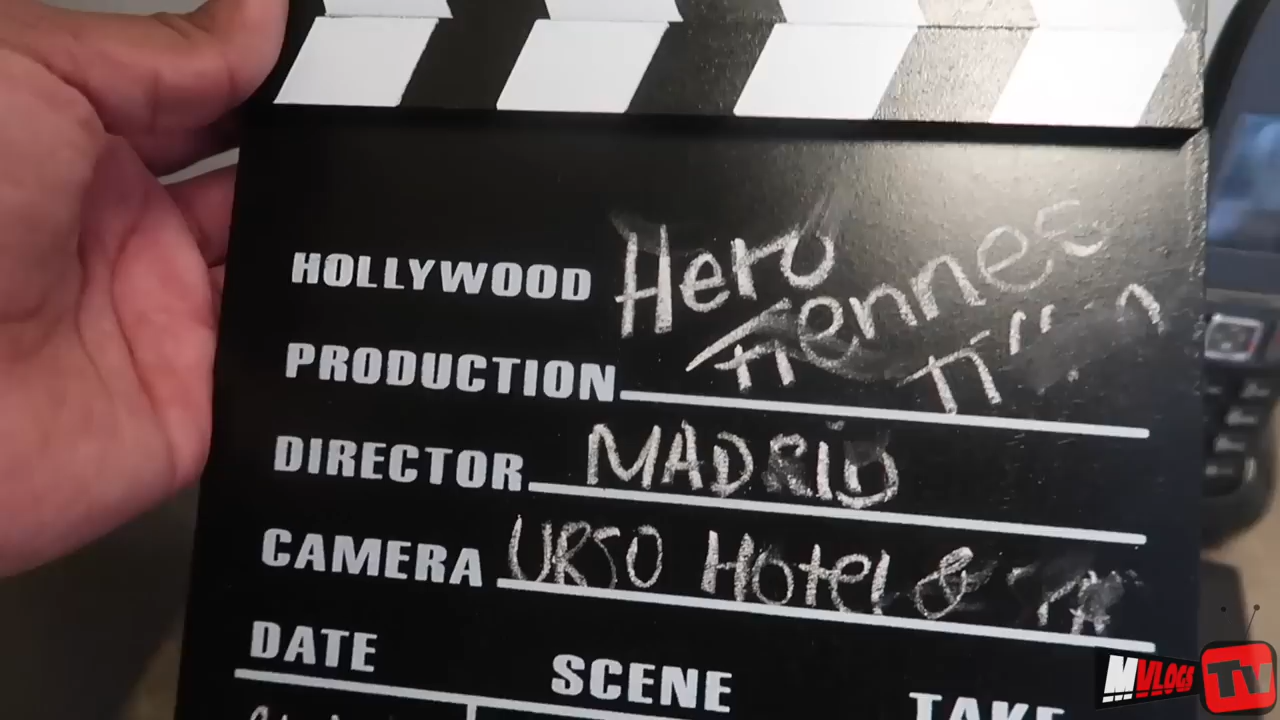 HOLLYWOOD Hero
Fiennes
PRODUCTION
DIRECTOR MADRID
CAMERA URSO Hotel &
DATE SCENE TAKE
MVLOGS TV